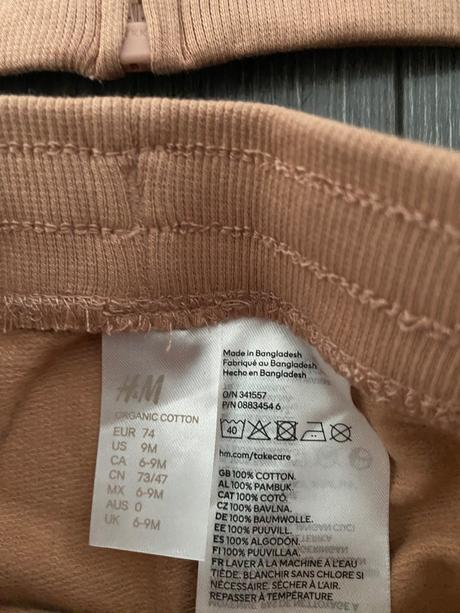 H&M
ORGANIC COTTON
EUR 74
US 9M
CA 6-9M
CN 73/47
MX 6-9M
AUS 0
UK 6-9M
Made in Bangladesh
Fabriqué au Bangladesh
Hecho en Bangladesh
O/N 341557
P/N 0883454 6
40
hm.com/takecare
GB 100% COTTON.
AL 100% PAMBUK.
CAT 100% COTÓ.
CZ 100% BAVLNA.
DE 100% BAUMWOLLE.
EE 100% PUUVILL.
ES 100% ALGODÓN.
FI 100% PUUVILLAA.
FR LAVER À LA MACHINE À L'EAU
TIÈDE. BLANCHIR SANS CHLORE SI
NÉCESSAIRE. SÉCHER À L'AIR.
REPASSER À TEMPÉRATURE